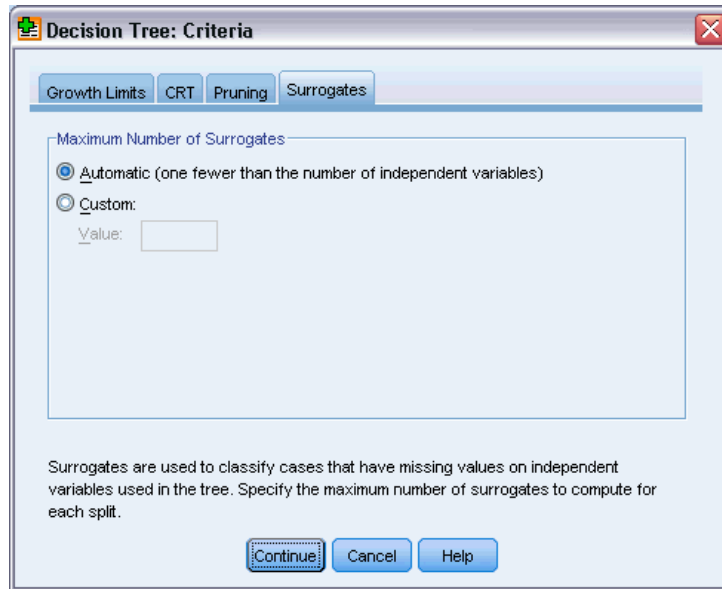 Decision Tree: Criteria
Growth Limits CRT Pruning Surrogates
Maximum Number of Surrogates
Automatic (one fewer than the number of independent variables)
Custom:
Value:
Surrogates are used to classify cases that have missing values on independent
variables used in the tree. Specify the maximum number of surrogates to compute for
each split.
Continue Cancel Help